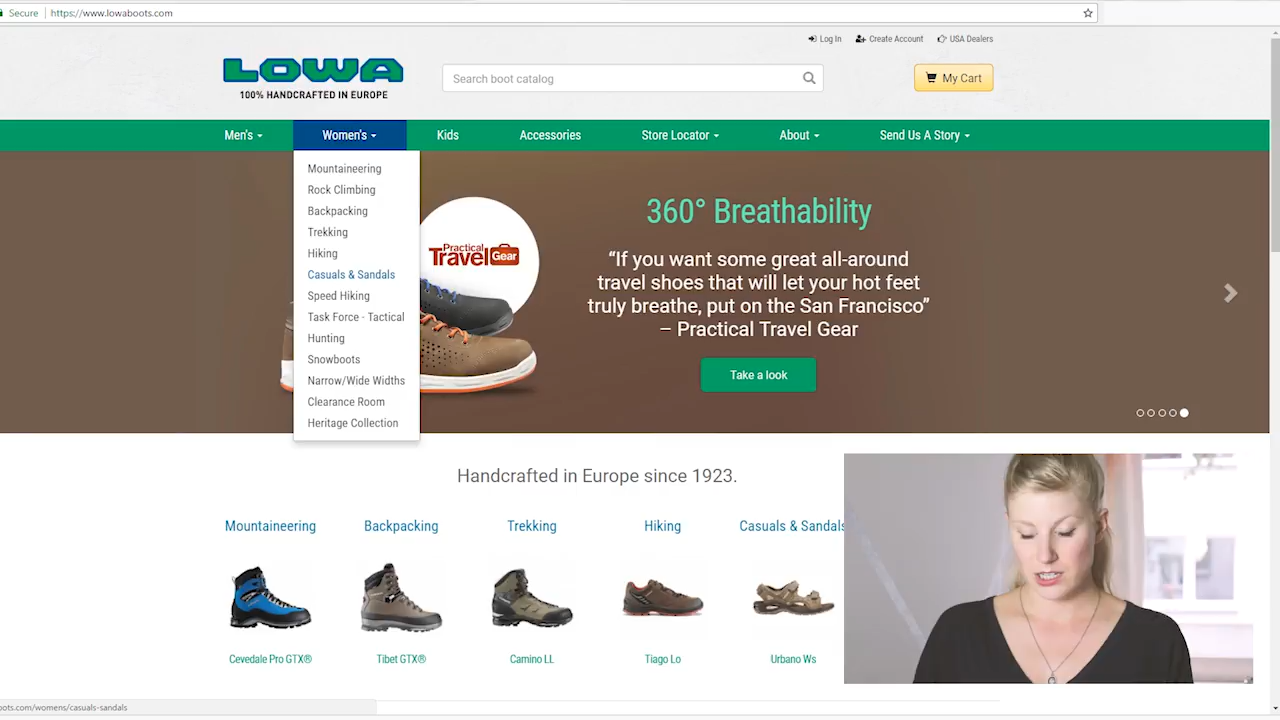 Secure
https://www.lowaboots.com
Log In
Create Account
USA Dealers
LOWA
100% HANDCRAFTED IN EUROPE
Search boot catalog
My Cart
Men's
Women's
Kids
Accessories
Store Locator
About
Send Us A Story
Mountaineering
Rock Climbing
Backpacking
Trekking
Hiking
Casuals & Sandals
Speed Hiking
Task Force - Tactical
Hunting
Snowboots
Narrow/Wide Widths
Clearance Room
Heritage Collection
Practical
Travel Gear
360° Breathability
“If you want some great all-around
travel shoes that will let your hot feet
truly breathe, put on the San Francisco”
– Practical Travel Gear
Take a look
Handcrafted in Europe since 1923.
Mountaineering
Backpacking
Trekking
Hiking
Casuals & Sandals
Cevedale Pro GTX®
Tibet GTX®
Camino LL
Tiago Lo
Urbano Ws
oots.com/womens/casuals-sandals